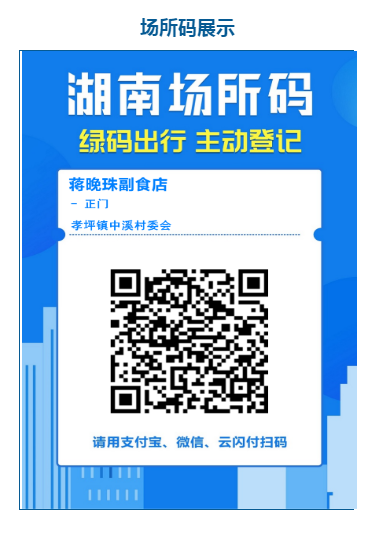 场所码展示
湖南场所码
绿码出行 主动登记
蒋晚珠副食店
- 正门
孝坪镇中溪村委会
请用支付宝、微信、云闪付扫码